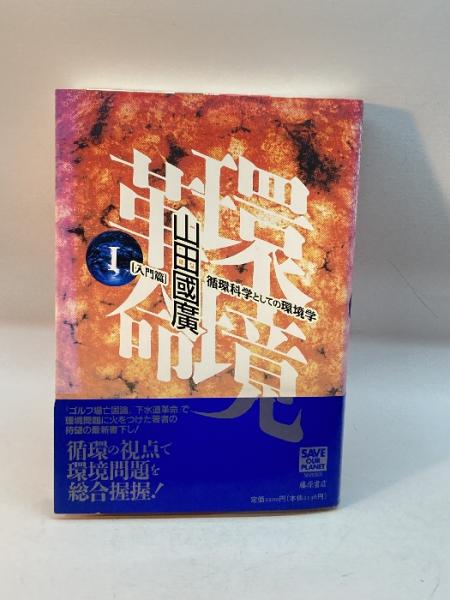 環境
革命
I
[入門篇]
山田國廣
循環科学としての環境学
『ゴルフ場亡国論』『下水道革命』で
環境問題に火をつけた著者の
待望の最新書下し!
循環の視点で
環境問題を
総合握握!
SAVE
OUR
PLANET
SERIES
藤原書店